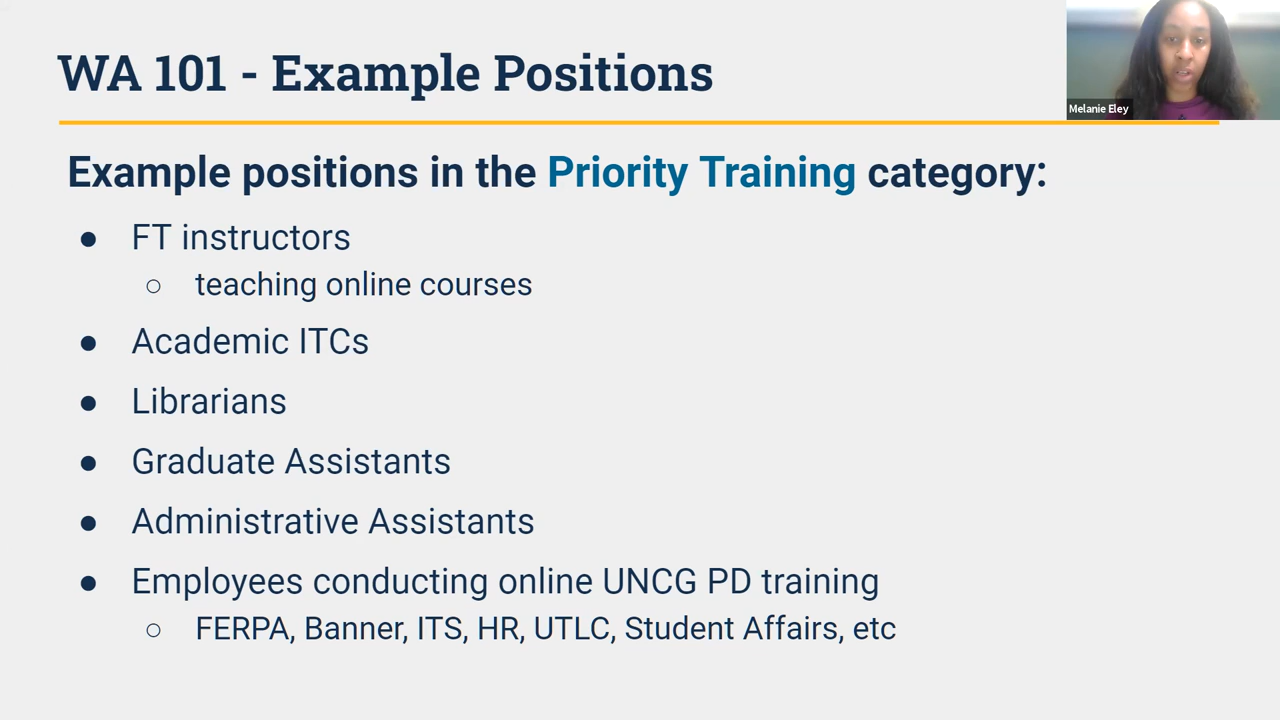 WA 101 - Example Positions
Melanie Eley
Example positions in the Priority Training category:
● FT instructors
○ teaching online courses
● Academic ITCs
● Librarians
● Graduate Assistants
● Administrative Assistants
● Employees conducting online UNCG PD training
○ FERPA, Banner, ITS, HR, UTLC, Student Affairs, etc